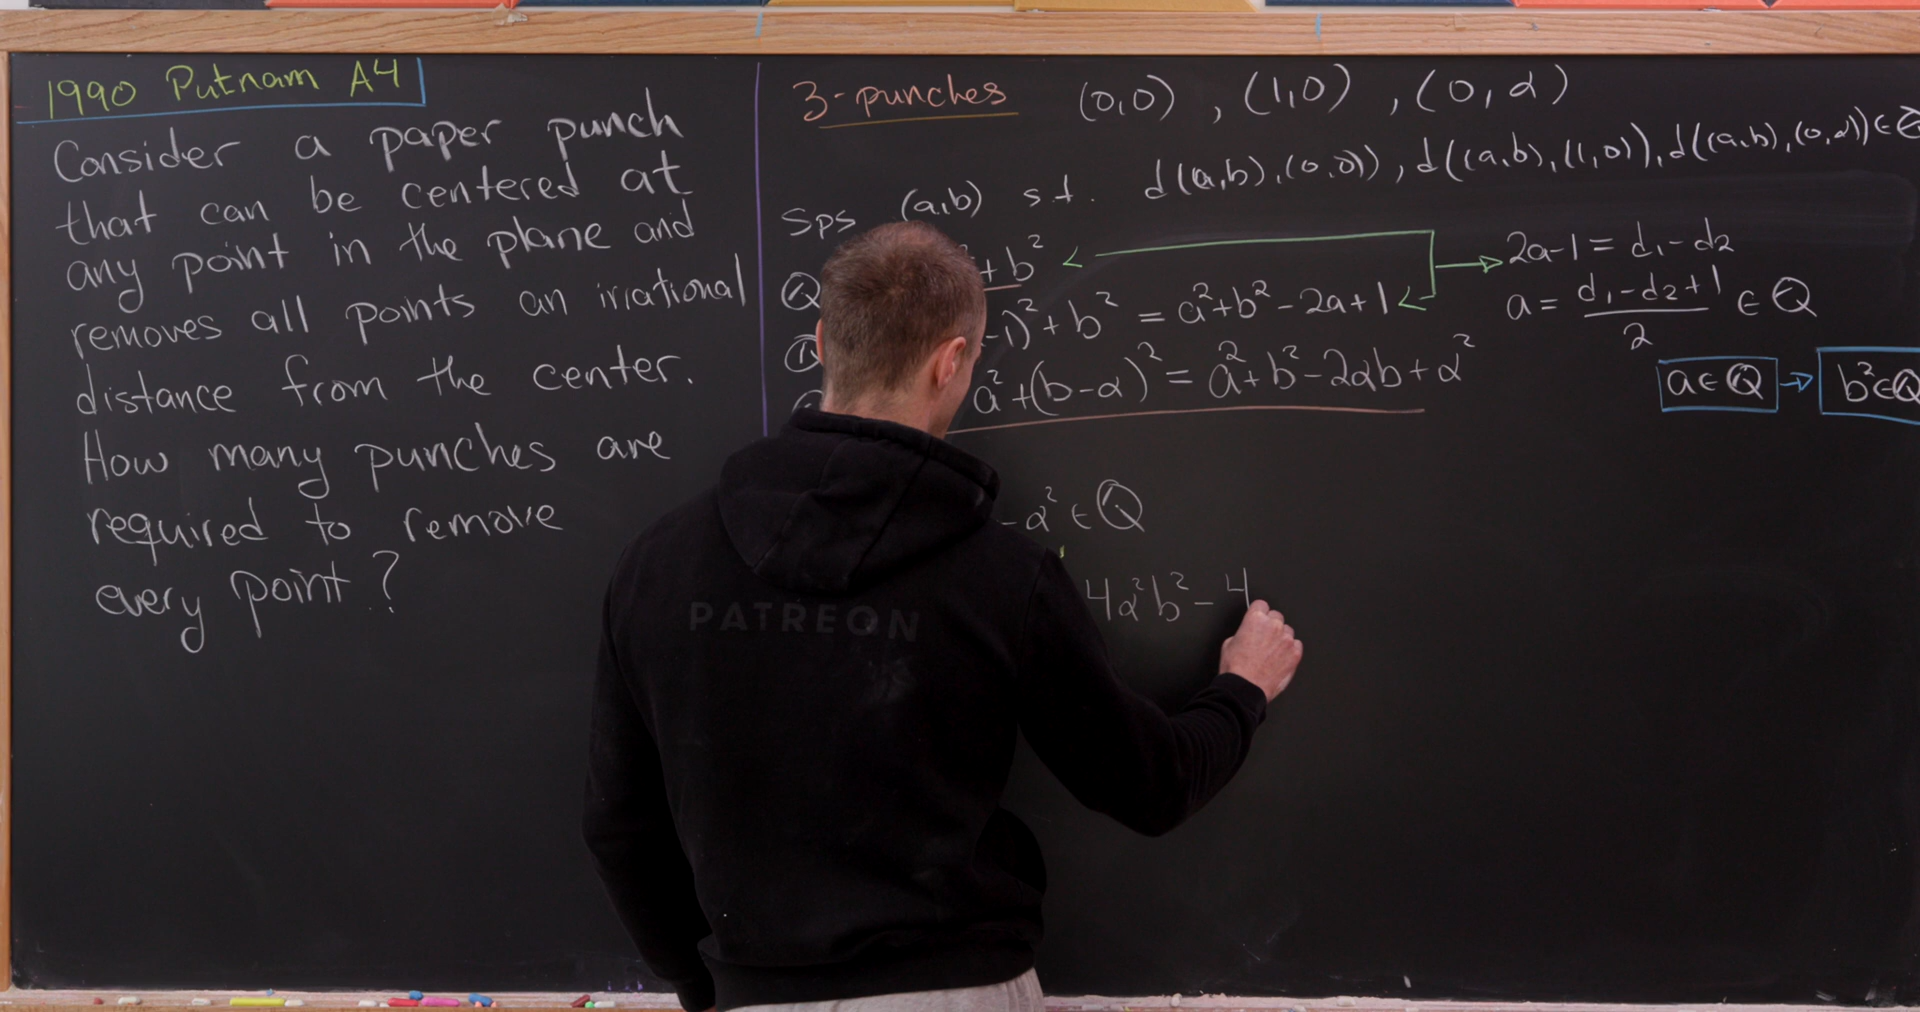 1990 Putnam A4
Consider a paper punch
that can be centered at
any point in the plane and
removes all points an irrational
distance from the center.
How many punches are
required to remove
every point?
3-punches (0,0) , (1,0) , (0,α)
Sps (a,b) s.t. d((a,b),(0,0)), d((a,b),(1,0)), d((a,b),(0,α)) ∈ Q
Q
+ b²
-1)² + b² = a² + b² - 2a + 1
a² + (b-α)² = a² + b² - 2αb + α²
2a-1 = d₁ - d₂
a = (d₁ - d₂ + 1)/2 ∈ Q
a ∈ Q → b² ∈ Q
- α² ∈ Q
4α²b² - 4
PATREON